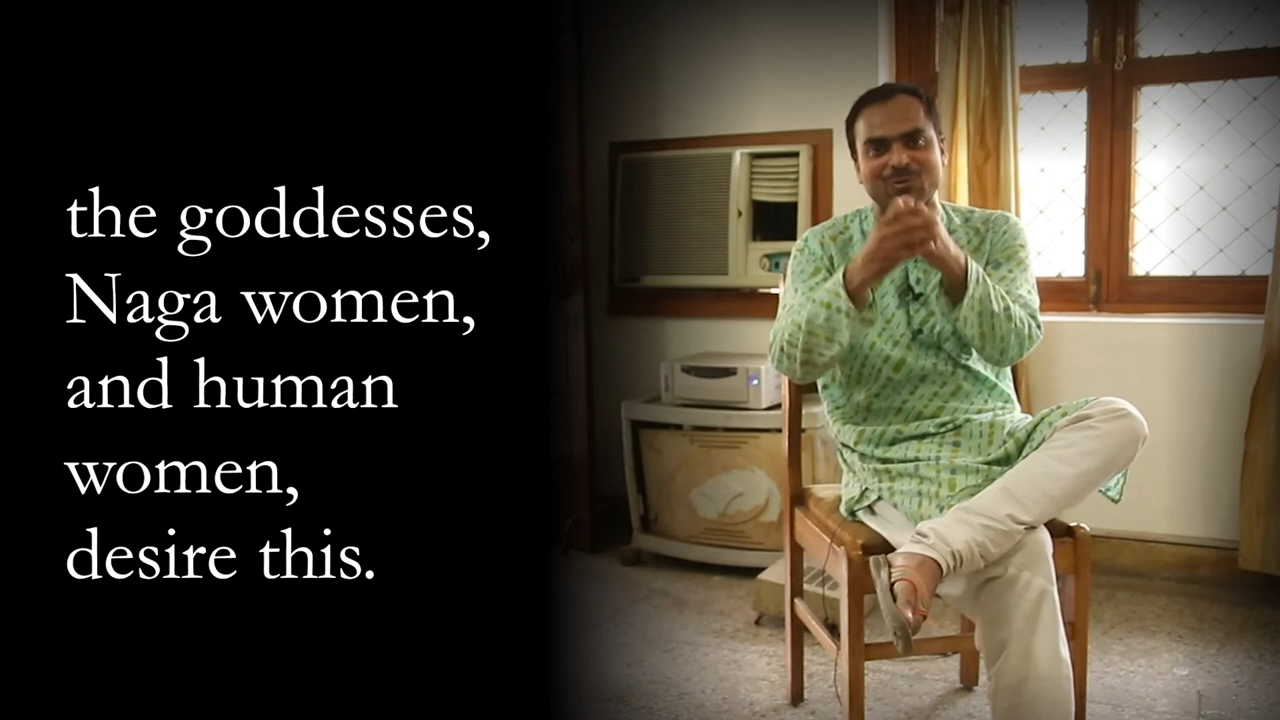 the goddesses,
Naga women,
and human
women,
desire this.